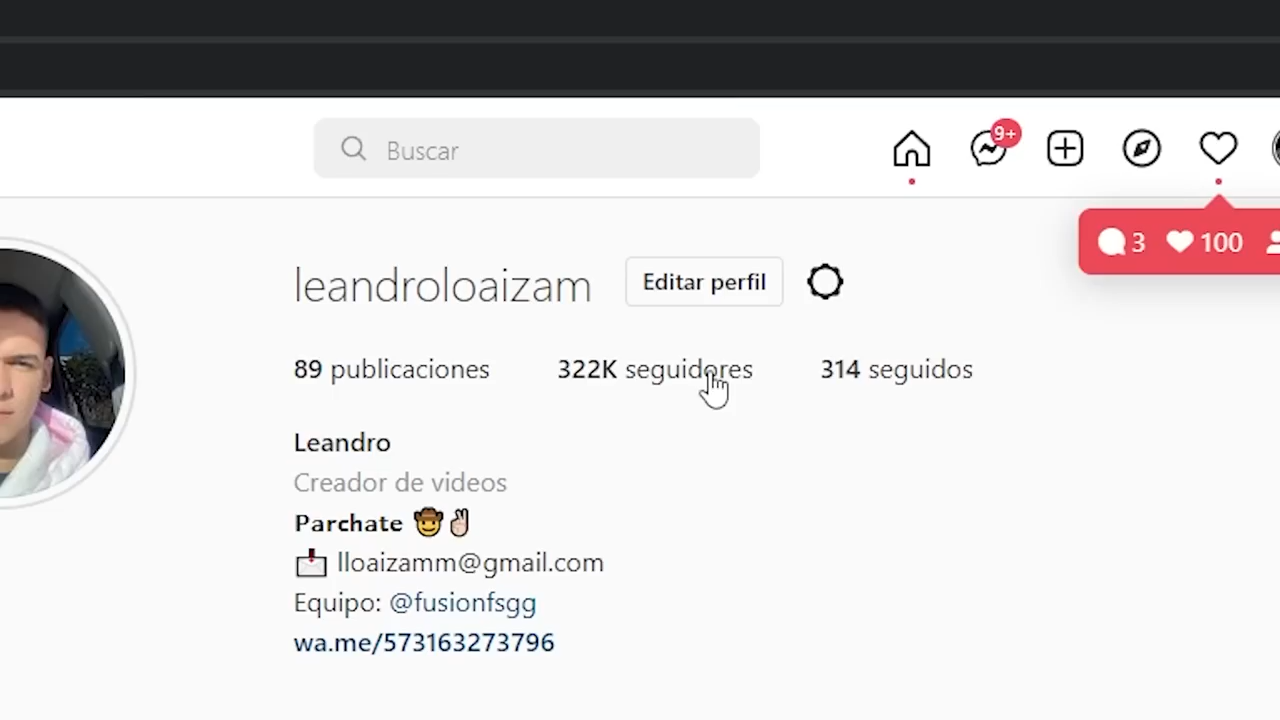 Buscar
9+
3 100
leandroloaizam Editar perfil
89 publicaciones 322K seguidores 314 seguidos
Leandro
Creador de videos
Parchate 🤠✌🏻
📩 lloaizamm@gmail.com
Equipo: @fusionfsgg
wa.me/573163273796